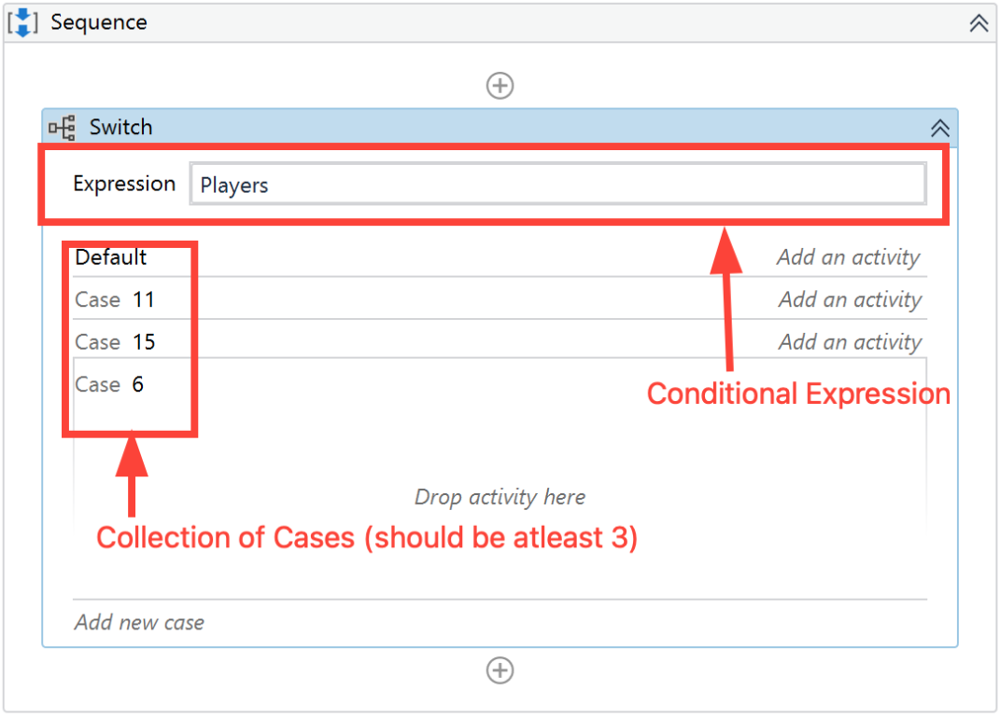 Sequence
Switch
Expression Players
Default Add an activity
Case 11 Add an activity
Case 15 Add an activity
Case 6
Conditional Expression
Drop activity here
Collection of Cases (should be atleast 3)
Add new case